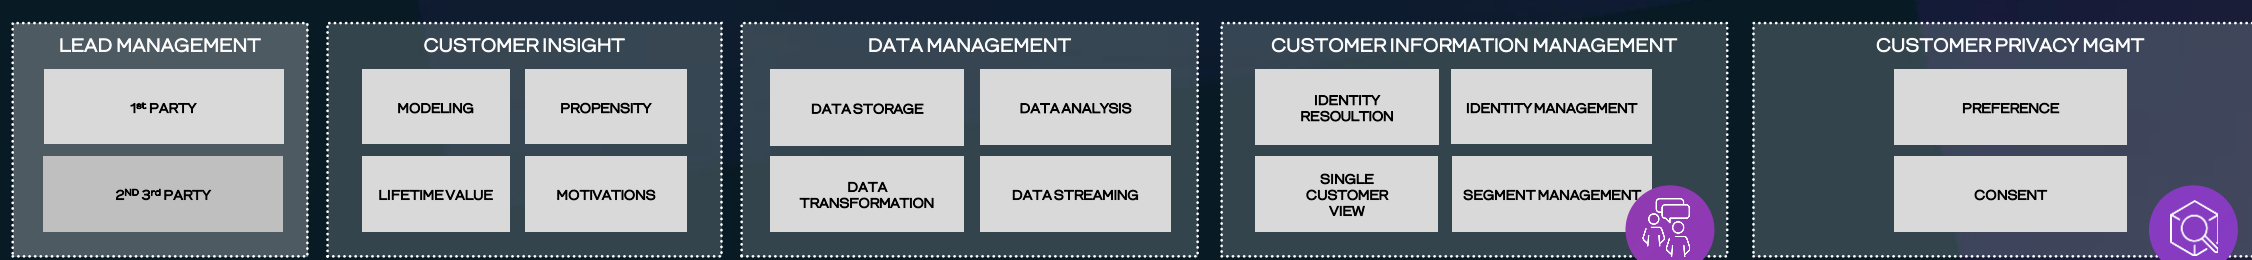 LEAD MANAGEMENT
1st PARTY
2ND 3rd PARTY
CUSTOMER INSIGHT
MODELING
PROPENSITY
LIFETIME VALUE
MOTIVATIONS
DATA MANAGEMENT
DATA STORAGE
DATA ANALYSIS
DATA
TRANSFORMATION
DATA STREAMING
CUSTOMER INFORMATION MANAGEMENT
IDENTITY
RESOULTION
IDENTITY MANAGEMENT
SINGLE
CUSTOMER
VIEW
SEGMENT MANAGEMENT
CUSTOMER PRIVACY MGMT
PREFERENCE
CONSENT